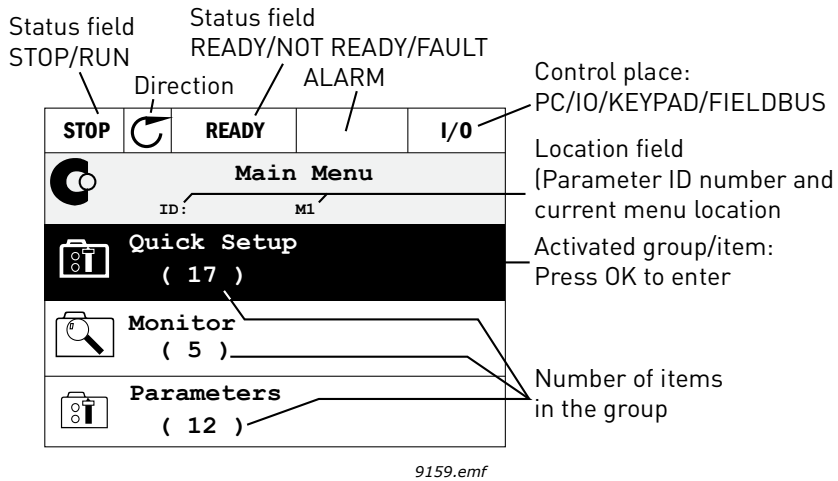 Status field
STOP/RUN
Status field
READY/NOT READY/FAULT
Direction
ALARM
Control place:
PC/IO/KEYPAD/FIELDBUS
STOP
READY
I/O
Location field
(Parameter ID number and
current menu location
Main Menu
ID:
M1
Quick Setup
( 17 )
Activated group/item:
Press OK to enter
Monitor
( 5 )
Parameters
( 12 )
Number of items
in the group
9159.emf